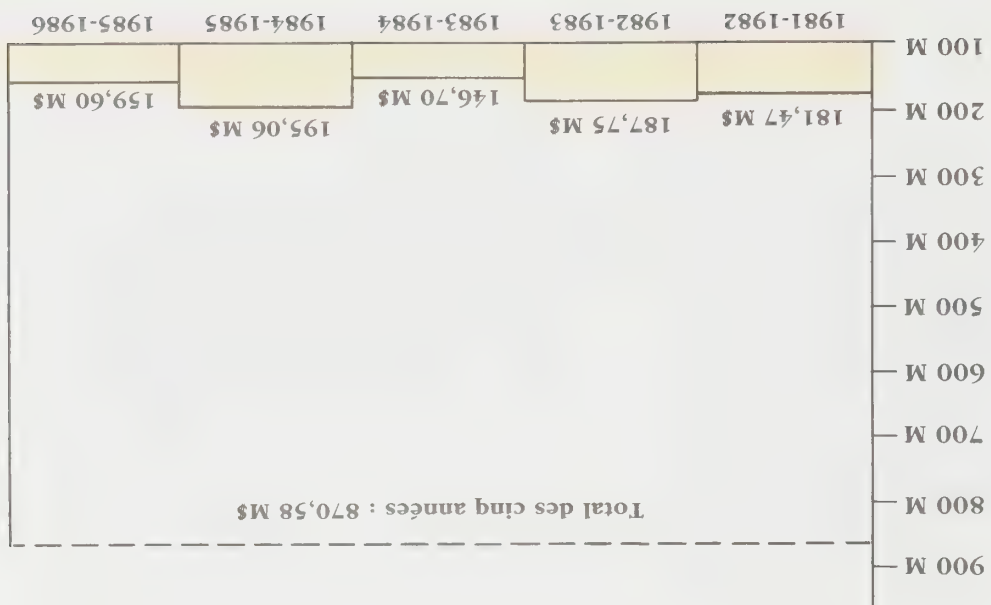 900 M
800 M
Total des cinq années : 870,58 M$
700 M
600 M
500 M
400 M
300 M
200 M
181,47 M$
187,75 M$
146,70 M$
195,06 M$
159,60 M$
100 M
1981-1982
1982-1983
1983-1984
1984-1985
1985-1986